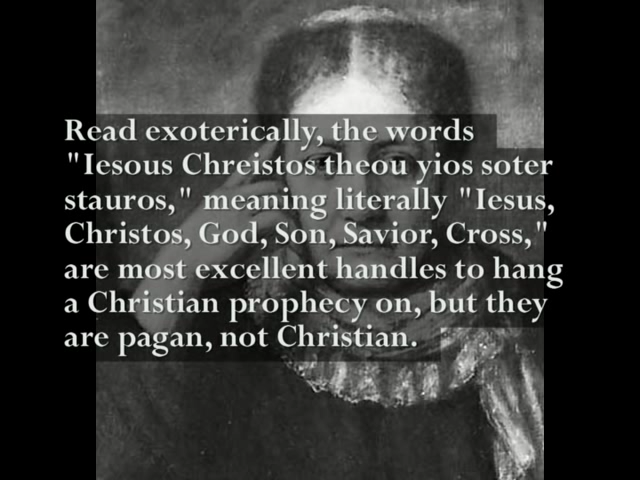 Read exoterically, the words
"Iesous Chreistos theou yios soter
stauros," meaning literally "Iesus,
Christos, God, Son, Savior, Cross,"
are most excellent handles to hang
a Christian prophecy on, but they
are pagan, not Christian.